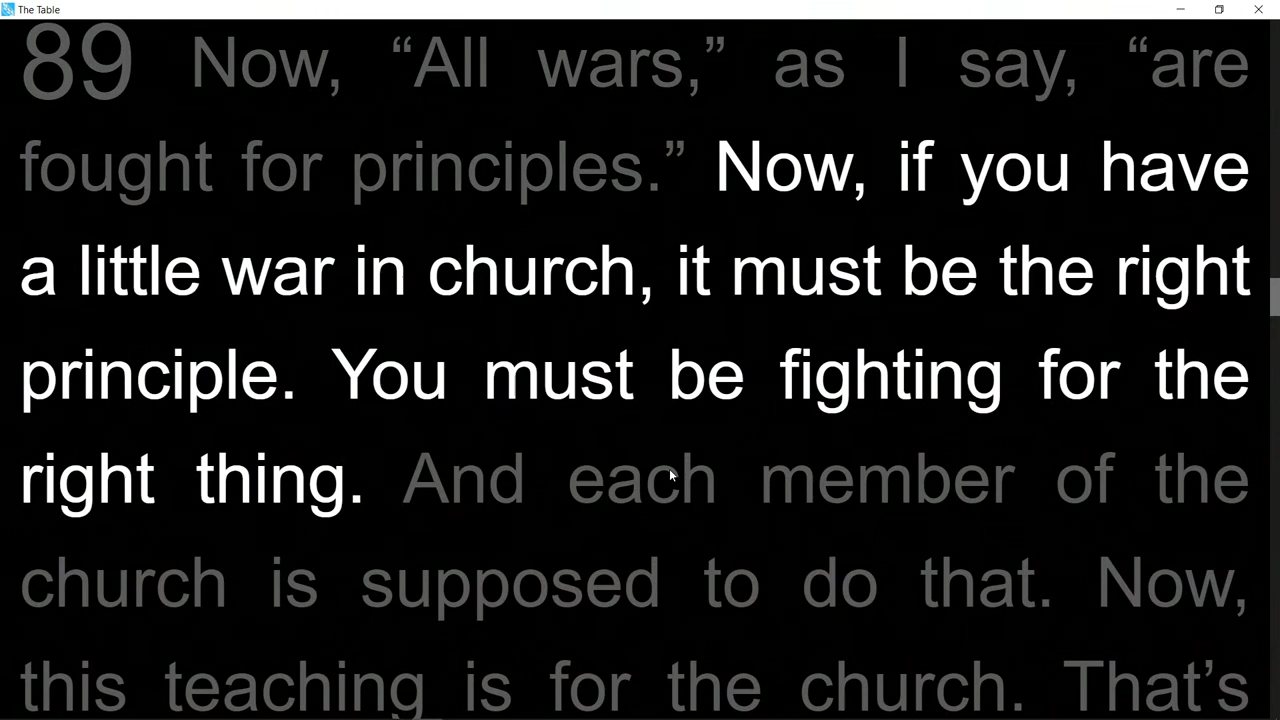 The Table
89 Now, “All wars,” as I say, “are
fought for principles.” Now, if you have
a little war in church, it must be the right
principle. You must be fighting for the
right thing. And each member of the
church is supposed to do that. Now,
this teaching is for the church. That’s